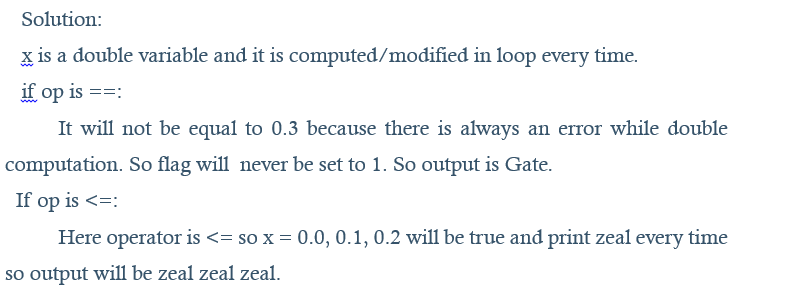 Solution:
x is a double variable and it is computed/modified in loop every time.
if op is ==:
It will not be equal to 0.3 because there is always an error while double
computation. So flag will never be set to 1. So output is Gate.
If op is <=:
Here operator is <= so x = 0.0, 0.1, 0.2 will be true and print zeal every time
so output will be zeal zeal zeal.